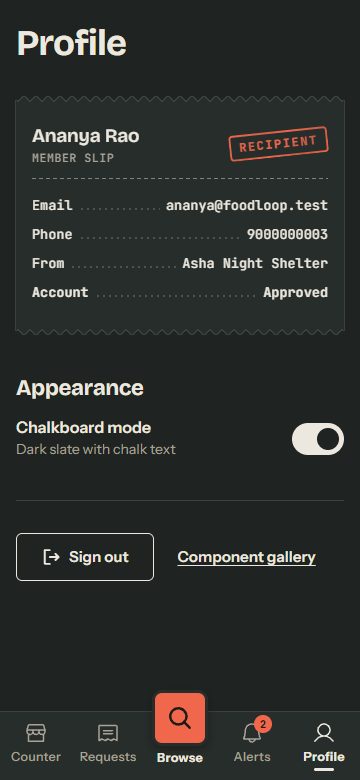 Profile
Ananya Rao
RECIPIENT
MEMBER SLIP
Email ananya@foodloop.test
Phone 9000000003
From Asha Night Shelter
Account Approved
Appearance
Chalkboard mode
Dark slate with chalk text
Sign out Component gallery
2
Counter Requests Browse Alerts Profile